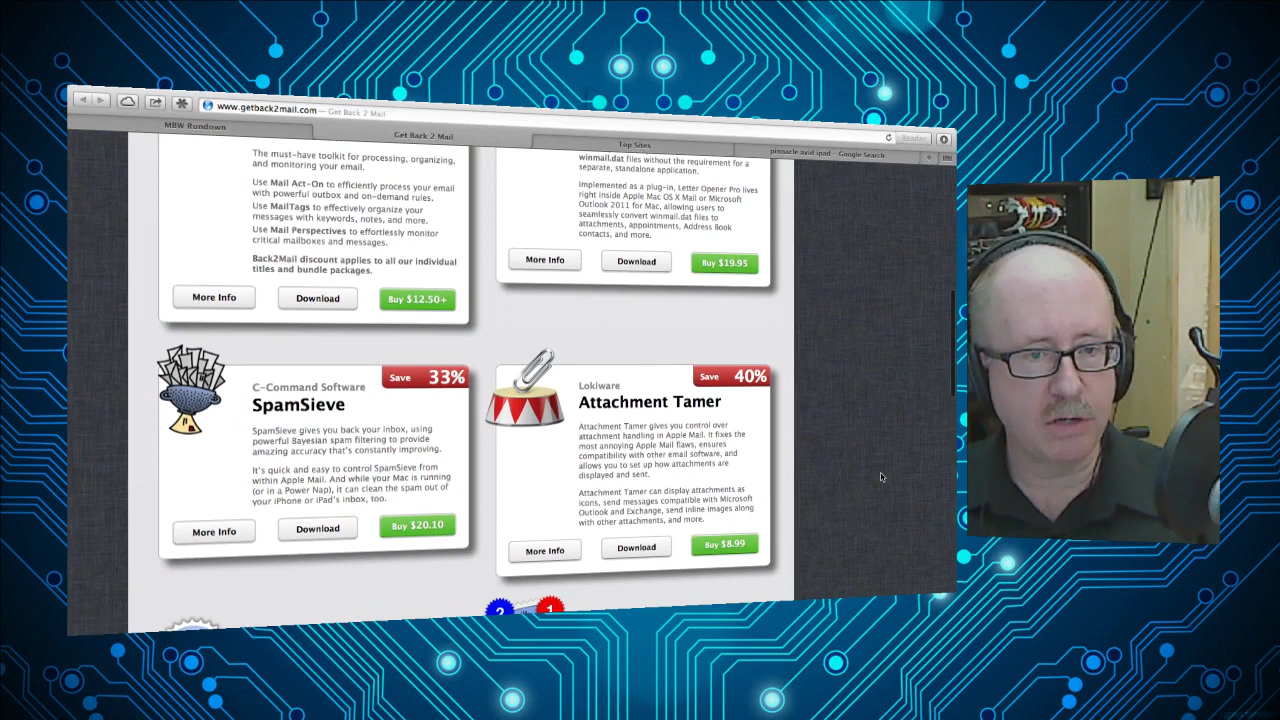 www.getback2mail.com — Get Back 2 Mail
Reader
MBW Rundown
Get Back 2 Mail
Top Sites
pinnacle avid ipad – Google Search
The must-have toolkit for processing, organizing,
and monitoring your email.
Use Mail Act-On to efficiently process your email
with powerful outbox and on-demand rules.
Use MailTags to effectively organize your
messages with keywords, notes, and more.
Use Mail Perspectives to effortlessly monitor
critical mailboxes and messages.
Back2Mail discount applies to all our individual
titles and bundle packages.
More Info
Download
Buy $12.50+
winmail.dat files without the requirement for a
separate, standalone application.
Implemented as a plug-in, Letter Opener Pro lives
right inside Apple Mac OS X Mail or Microsoft
Outlook 2011 for Mac, allowing users to
seamlessly convert winmail.dat files to
attachments, appointments, Address Book
contacts, and more.
More Info
Download
Buy $19.95
Save 33%
C-Command Software
SpamSieve
SpamSieve gives you back your inbox, using
powerful Bayesian spam filtering to provide
amazing accuracy that's constantly improving.
It's quick and easy to control SpamSieve from
within Apple Mail. And while your Mac is running
(or in a Power Nap), it can clean the spam out of
your iPhone or iPad's inbox, too.
More Info
Download
Buy $20.10
Save 40%
Lokiware
Attachment Tamer
Attachment Tamer gives you control over
attachment handling in Apple Mail. It fixes the
most annoying Apple Mail flaws, ensures
compatibility with other email software, and
allows you to set up how attachments are
displayed and sent.
Attachment Tamer can display attachments as
icons, send messages compatible with Microsoft
Outlook and Exchange, send inline images along
with other attachments, and more.
More Info
Download
Buy $8.99
2
1